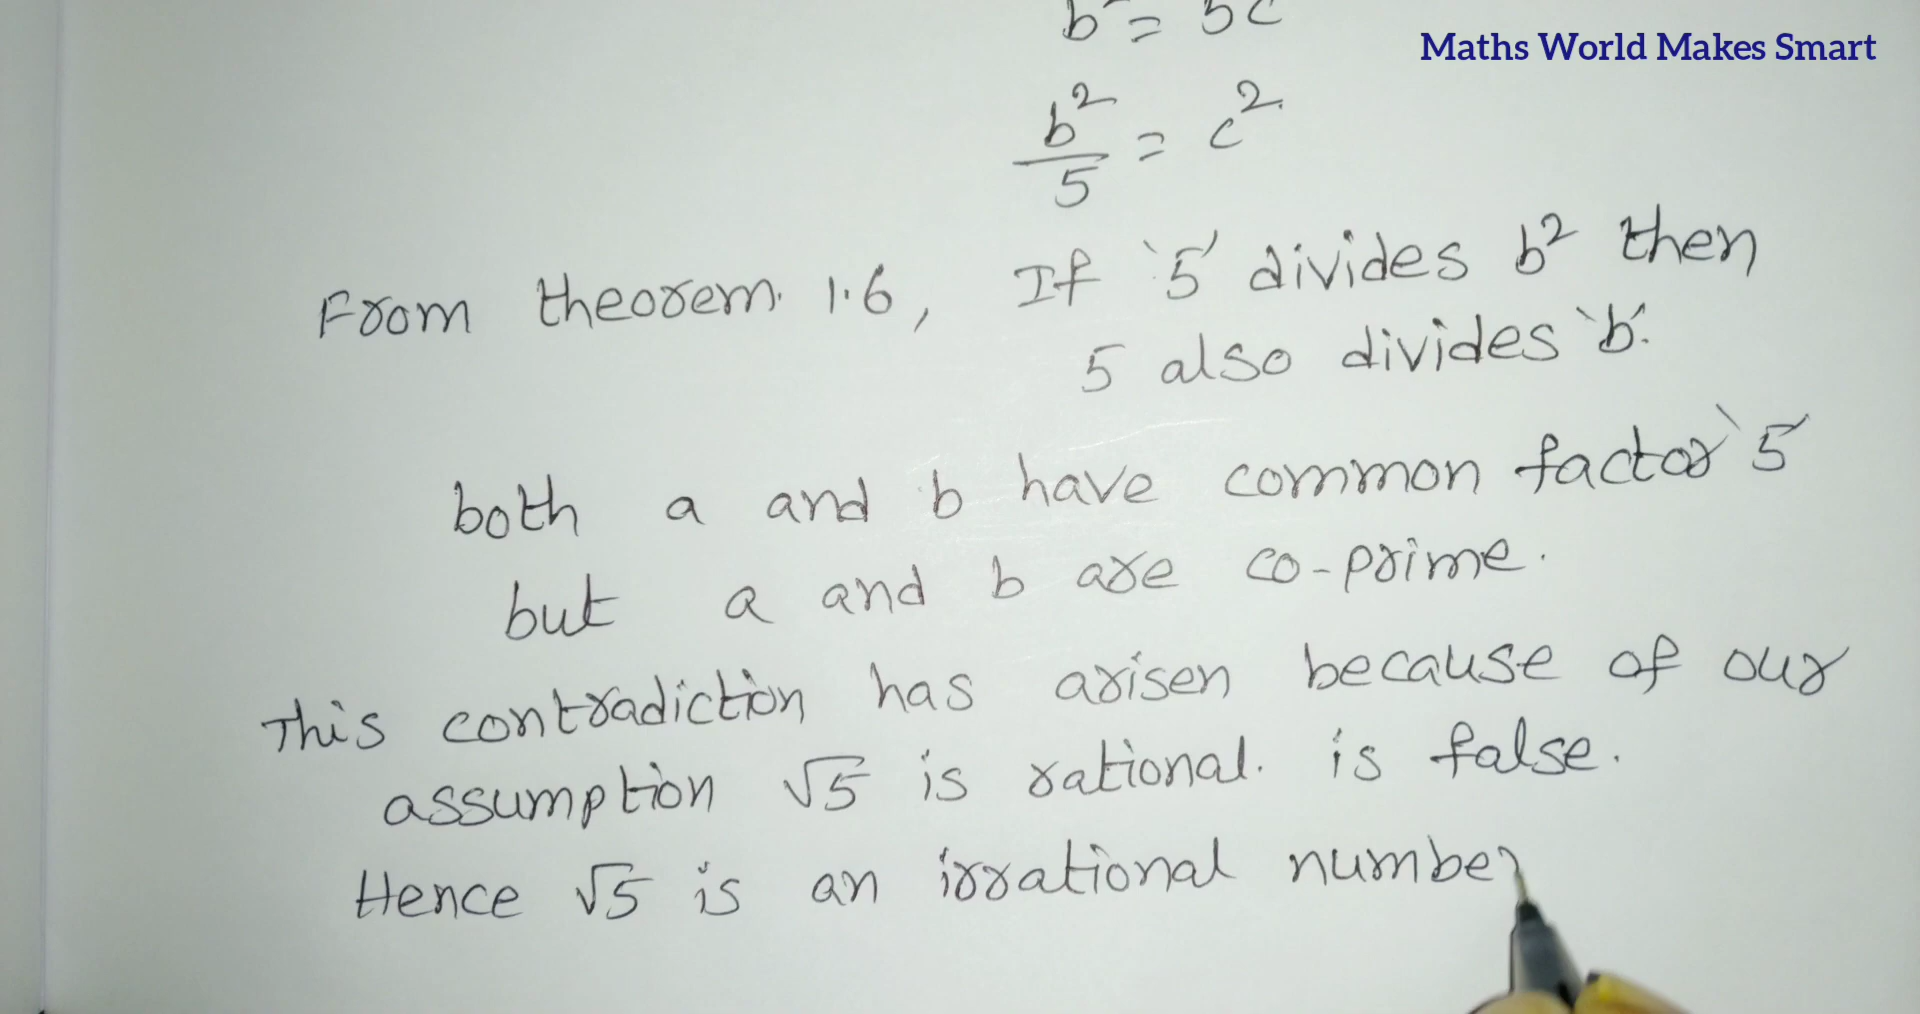 b² = 5c
Maths World Makes Smart
b²/5 = c².
From theorem. 1.6, If `5' divides b² then
5 also divides `b'.
both a and b have common factor `5'
but a and b are co-prime.
This contradiction has arisen because of our
assumption √5 is rational. is false.
Hence √5 is an irrational number